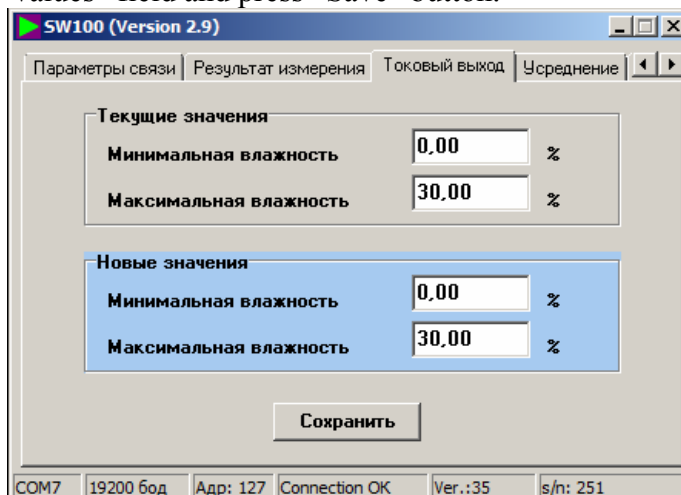 values" field and press "Save" button.
SW100 (Version 2.9)
Параметры связи Результат измерения Токовый выход Усреднение
Текущие значения
Минимальная влажность 0,00 %
Максимальная влажность 30,00 %
Новые значения
Минимальная влажность 0,00 %
Максимальная влажность 30,00 %
Сохранить
COM7 19200 бод Адр: 127 Connection OK Ver.:35 s/n: 251